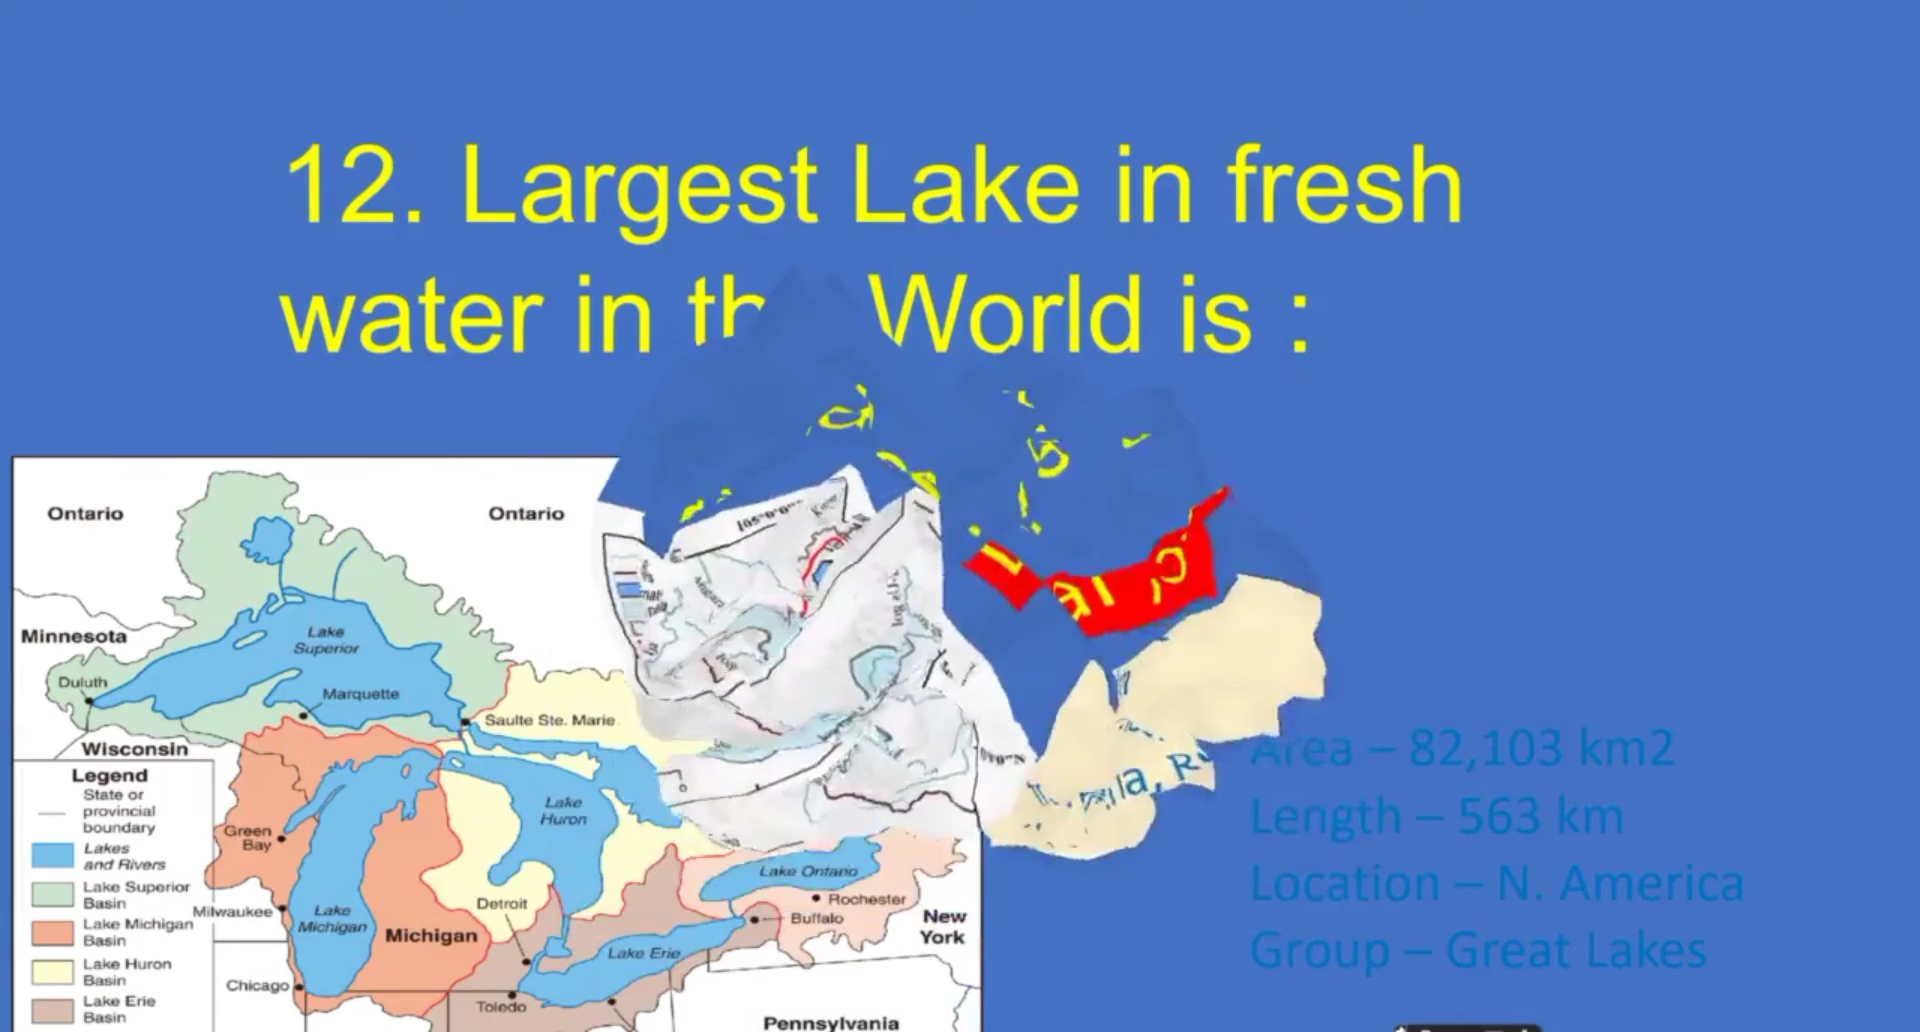 12. Largest Lake in fresh
water in World is :
Ontario
Ontario
Minnesota
Lake
Superior
Duluth
Marquette
Saulte Ste. Marie
Wisconsin
Legend
State or
provincial
boundary
Lakes
and Rivers
Lake Superior
Basin
Lake Michigan
Basin
Lake Huron
Basin
Lake Erie
Basin
Green
Bay
Milwaukee
Chicago
Lake
Michigan
Michigan
Lake
Huron
Detroit
Toledo
Lake Erie
Lake Ontario
Rochester
Buffalo
New
York
Pennsylvania
Area – 82,103 km2
Length – 563 km
Location – N. America
Group – Great Lakes